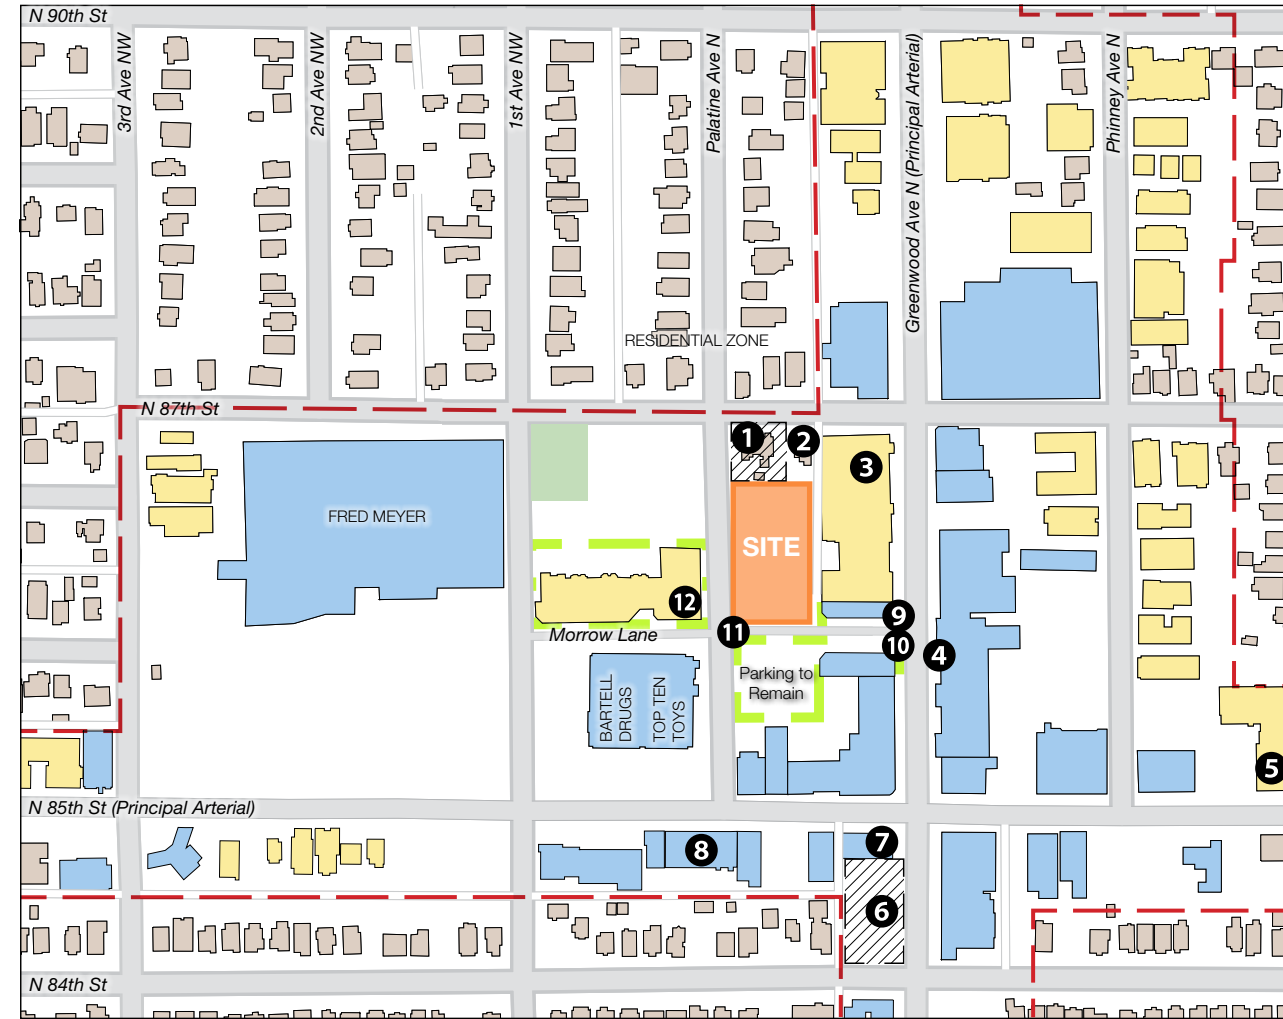 N 90th St
3rd Ave NW
2nd Ave NW
1st Ave NW
Palatine Ave N
Greenwood Ave N (Principal Arterial)
Phinney Ave N
RESIDENTIAL ZONE
N 87th St
1
2
3
FRED MEYER
SITE
12
9
11
10
4
Morrow Lane
Parking to
Remain
BARTELL
DRUGS
TOP TEN
TOYS
5
N 85th St (Principal Arterial)
7
8
6
N 84th St